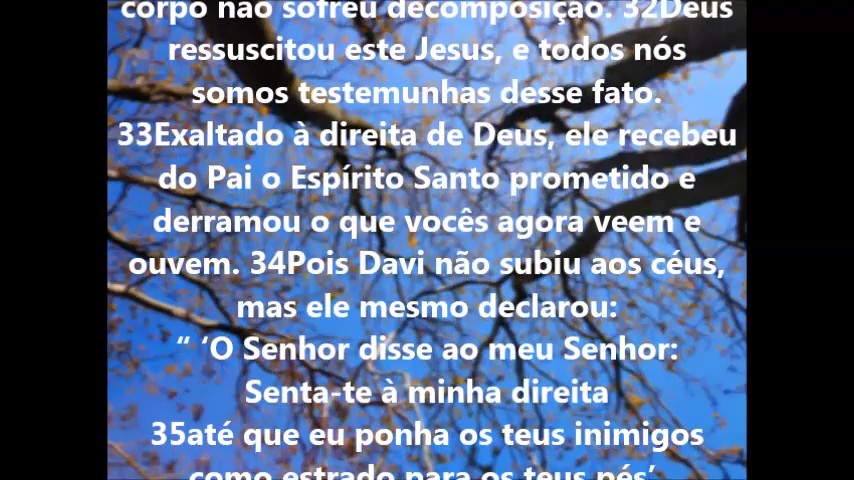 corpo não sofreu decomposição. 32Deus
ressuscitou este Jesus, e todos nós
somos testemunhas desse fato.
33Exaltado à direita de Deus, ele recebeu
do Pai o Espírito Santo prometido e
derramou o que vocês agora veem e
ouvem. 34Pois Davi não subiu aos céus,
mas ele mesmo declarou:
“ ‘O Senhor disse ao meu Senhor:
Senta-te à minha direita
35até que eu ponha os teus inimigos
como estrado para os teus pés’